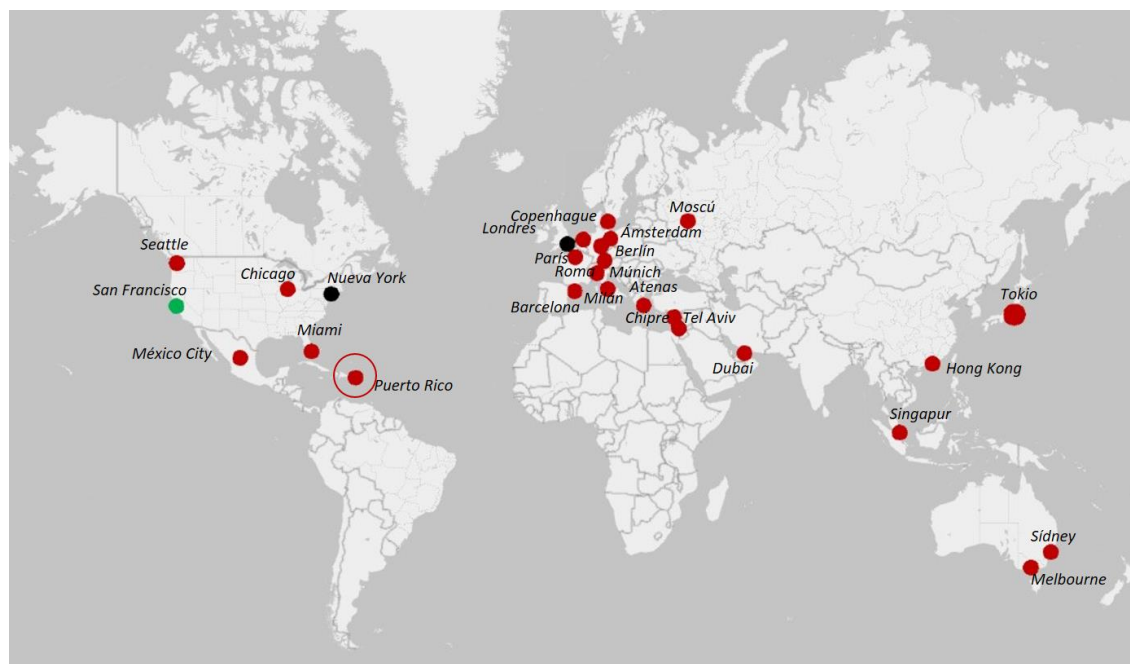 Moscú
Copenhague
Londres
Ámsterdam
Seattle
Berlín
París
Roma
Múnich
Chicago
Nueva York
Atenas
San Francisco
Milán
Barcelona
Tokio
Chipre
Tel Aviv
Miami
México City
Dubai
Hong Kong
Puerto Rico
Singapur
Sídney
Melbourne